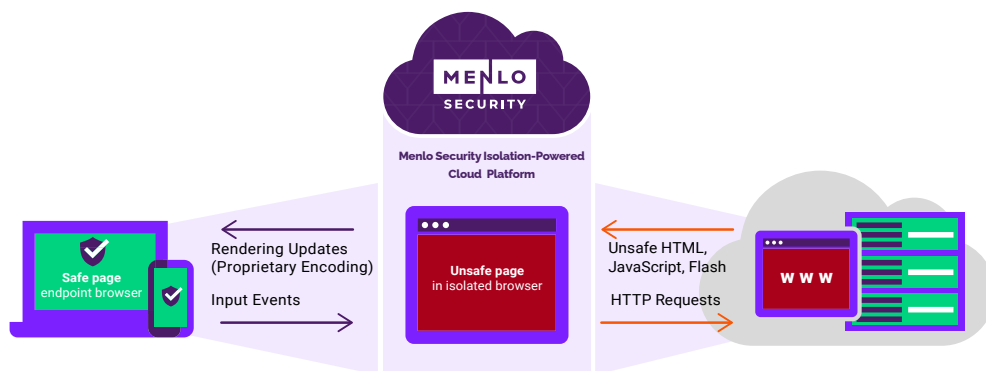 MENLO
SECURITY
Menlo Security Isolation-Powered
Cloud Platform
Safe page
endpoint browser
Rendering Updates
(Proprietary Encoding)
Input Events
Unsafe page
in isolated browser
Unsafe HTML,
JavaScript, Flash
HTTP Requests
W W W